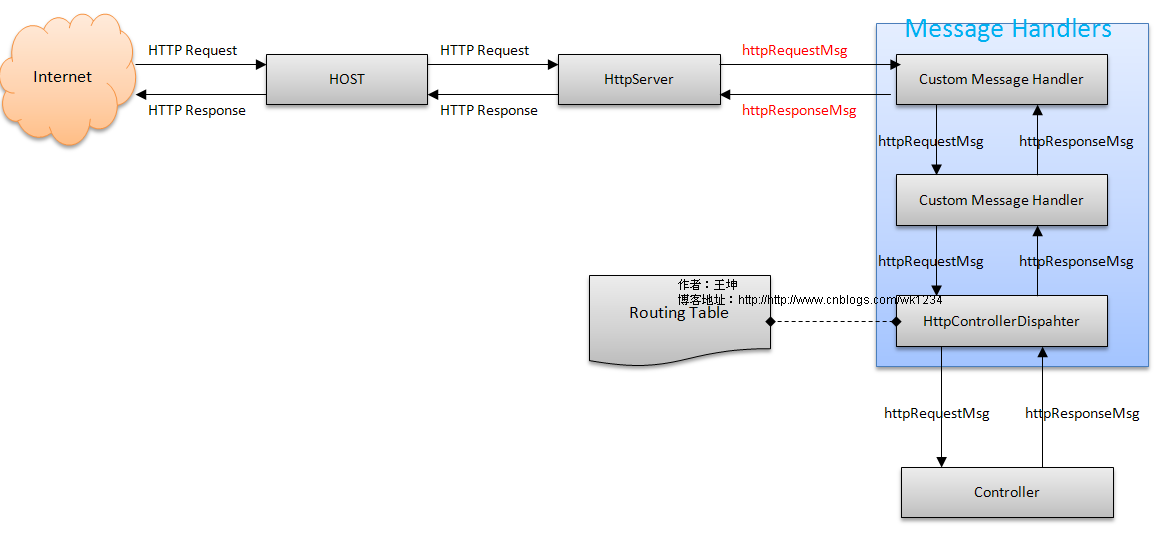 Message Handlers
HTTP Request
HTTP Request
httpRequestMsg
Internet
HOST
HttpServer
Custom Message Handler
HTTP Response
HTTP Response
httpResponseMsg
httpRequestMsg
httpResponseMsg
Custom Message Handler
httpRequestMsg
httpResponseMsg
作者：王坤
博客地址：http://http://www.cnblogs.com/wk1234
Routing Table
HttpControllerDispahter
httpRequestMsg
httpResponseMsg
Controller